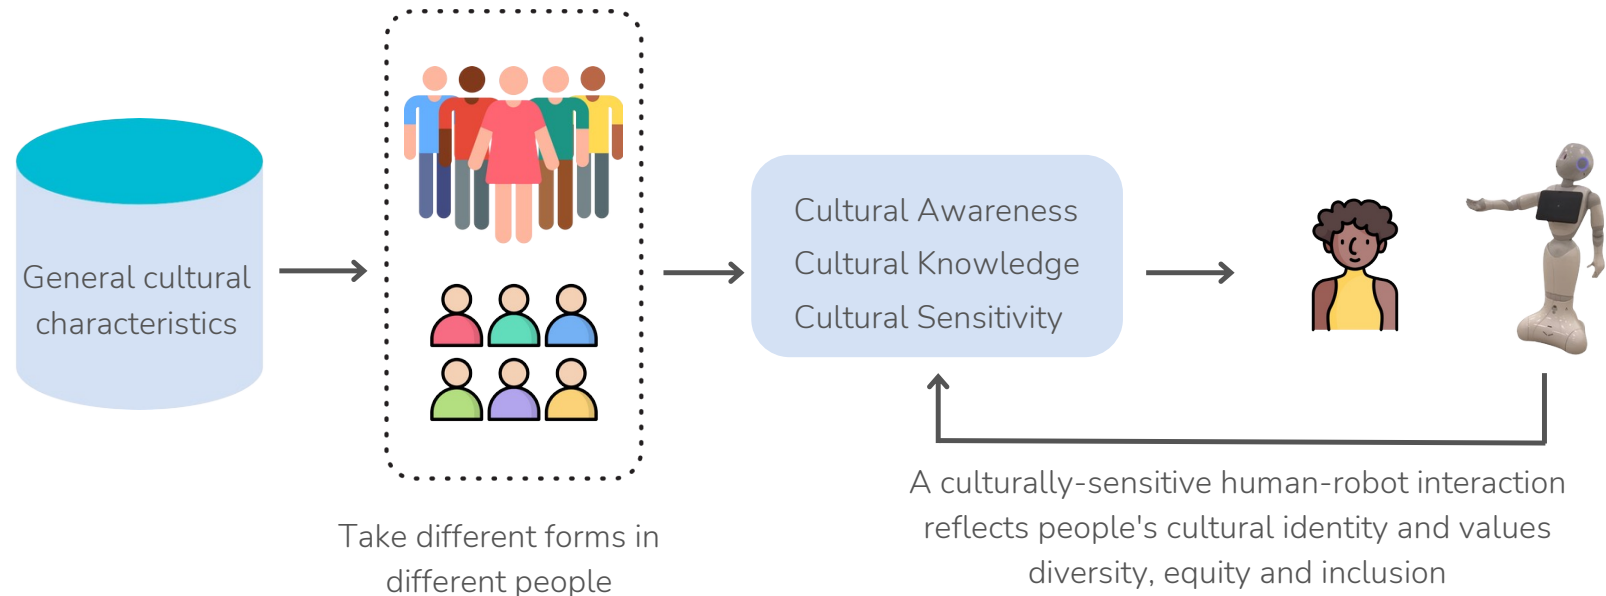 General cultural
characteristics
Take different forms in
different people
Cultural Awareness
Cultural Knowledge
Cultural Sensitivity
A culturally-sensitive human-robot interaction
reflects people's cultural identity and values
diversity, equity and inclusion